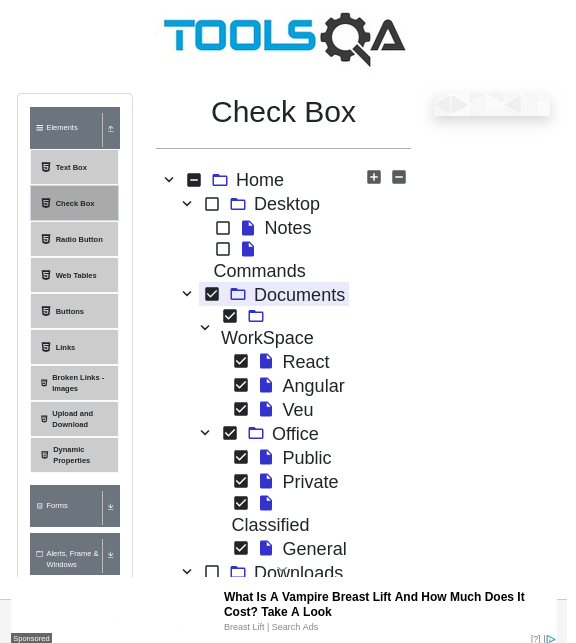 TOOLSQA
Elements
Text Box
Check Box
Radio Button
Web Tables
Buttons
Links
Broken Links -
Images
Upload and
Download
Dynamic
Properties
Forms
Alerts, Frame &
Windows
Check Box
Home
Desktop
Notes
Commands
Documents
WorkSpace
React
Angular
Veu
Office
Public
Private
Classified
General
Downloads
What Is A Vampire Breast Lift And How Much Does It
Cost? Take A Look
Breast Lift | Search Ads
Sponsored
[?]